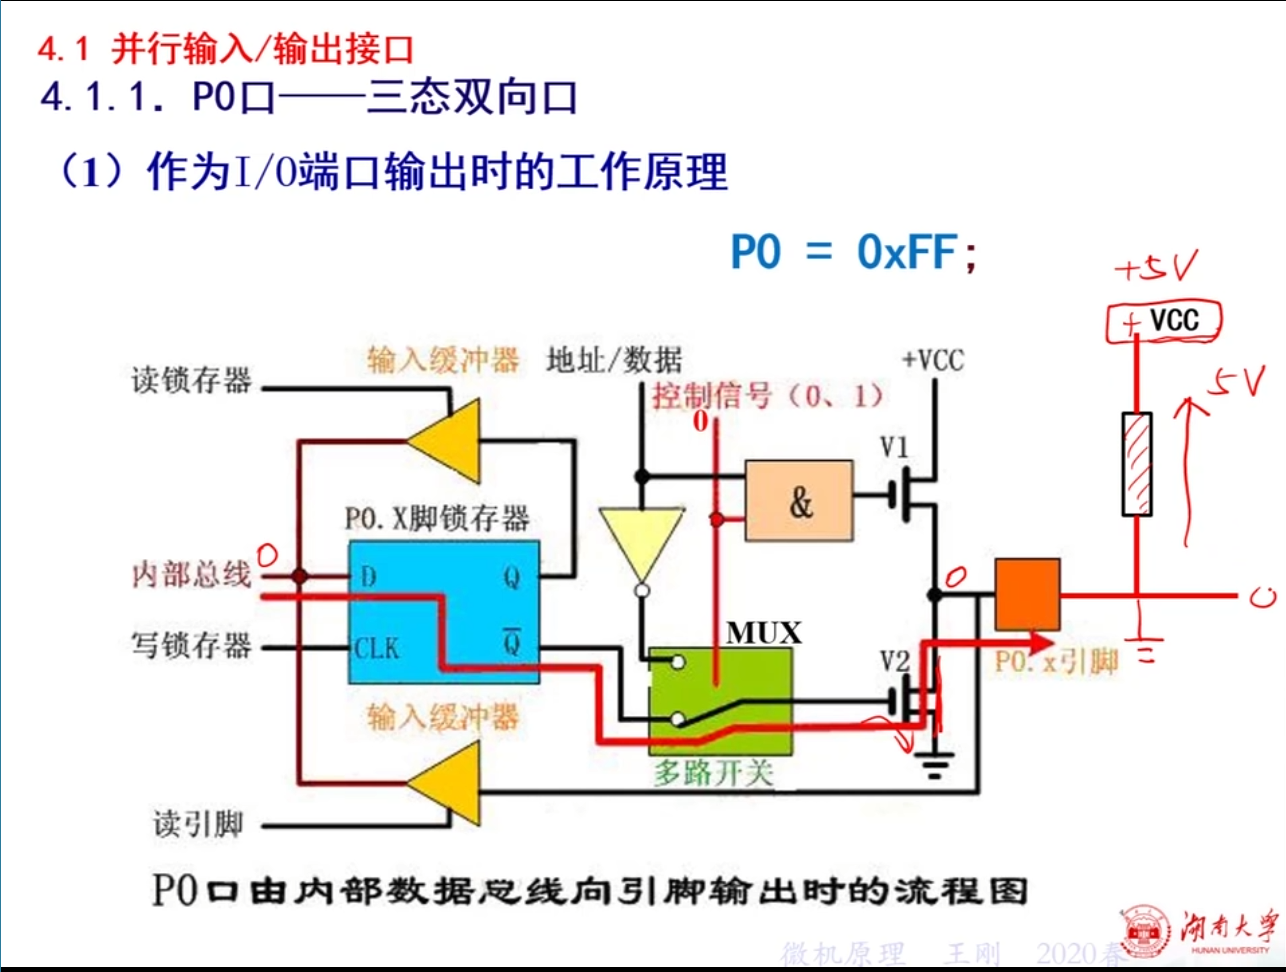 4.1 并行输入/输出接口
4.1.1. P0口——三态双向口
（1）作为I/O端口输出时的工作原理
P0 = 0xFF;
+5V
+ VCC
5V
输入缓冲器
地址/数据
+VCC
读锁存器
控制信号（0、1）
0
V1
&
P0.X脚锁存器
0
内部总线
D
Q
0
0
写锁存器
CLK
Q̅
MUX
V2
P0.x引脚
输入缓冲器
多路开关
读引脚
P0口由内部数据总线向引脚输出时的流程图
湖南大学
HUNAN UNIVERSITY
微机原理 王刚 2020春